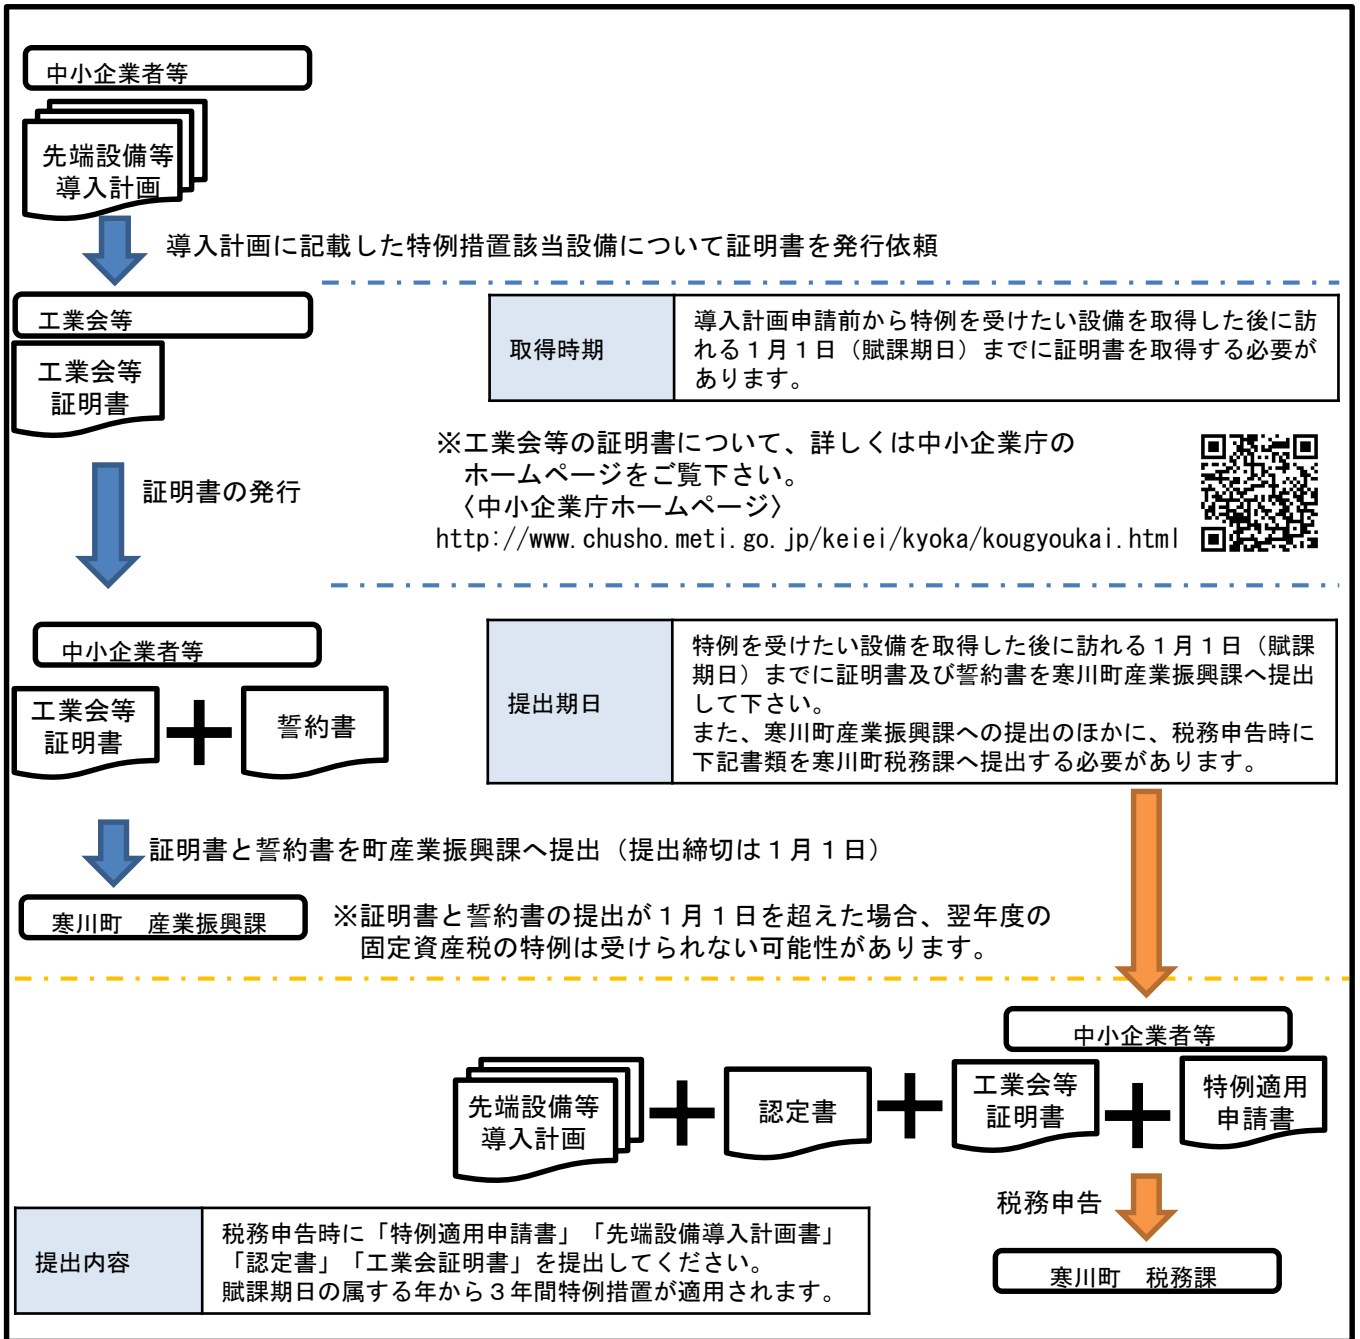 中小企業者等
先端設備等
導入計画
導入計画に記載した特例措置該当設備について証明書を発行依頼
工業会等
工業会等
証明書
取得時期
導入計画申請前から特例を受けたい設備を取得した後に訪
れる１月１日（賦課期日）までに証明書を取得する必要が
あります。
※工業会等の証明書について、詳しくは中小企業庁の
ホームページをご覧下さい。
〈中小企業庁ホームページ〉
http://www.chusho.meti.go.jp/keiei/kyoka/kougyoukai.html
証明書の発行
中小企業者等
工業会等
証明書
誓約書
提出期日
特例を受けたい設備を取得した後に訪れる１月１日（賦課
期日）までに証明書及び誓約書を寒川町産業振興課へ提出
して下さい。
また、寒川町産業振興課への提出のほかに、税務申告時に
下記書類を寒川町税務課へ提出する必要があります。
証明書と誓約書を町産業振興課へ提出（提出締切は１月１日）
寒川町　産業振興課
※証明書と誓約書の提出が１月１日を超えた場合、翌年度の
固定資産税の特例は受けられない可能性があります。
中小企業者等
先端設備等
導入計画
認定書
工業会等
証明書
特例適用
申請書
税務申告
寒川町　税務課
提出内容
税務申告時に「特例適用申請書」「先端設備導入計画書」
「認定書」「工業会証明書」を提出してください。
賦課期日の属する年から３年間特例措置が適用されます。